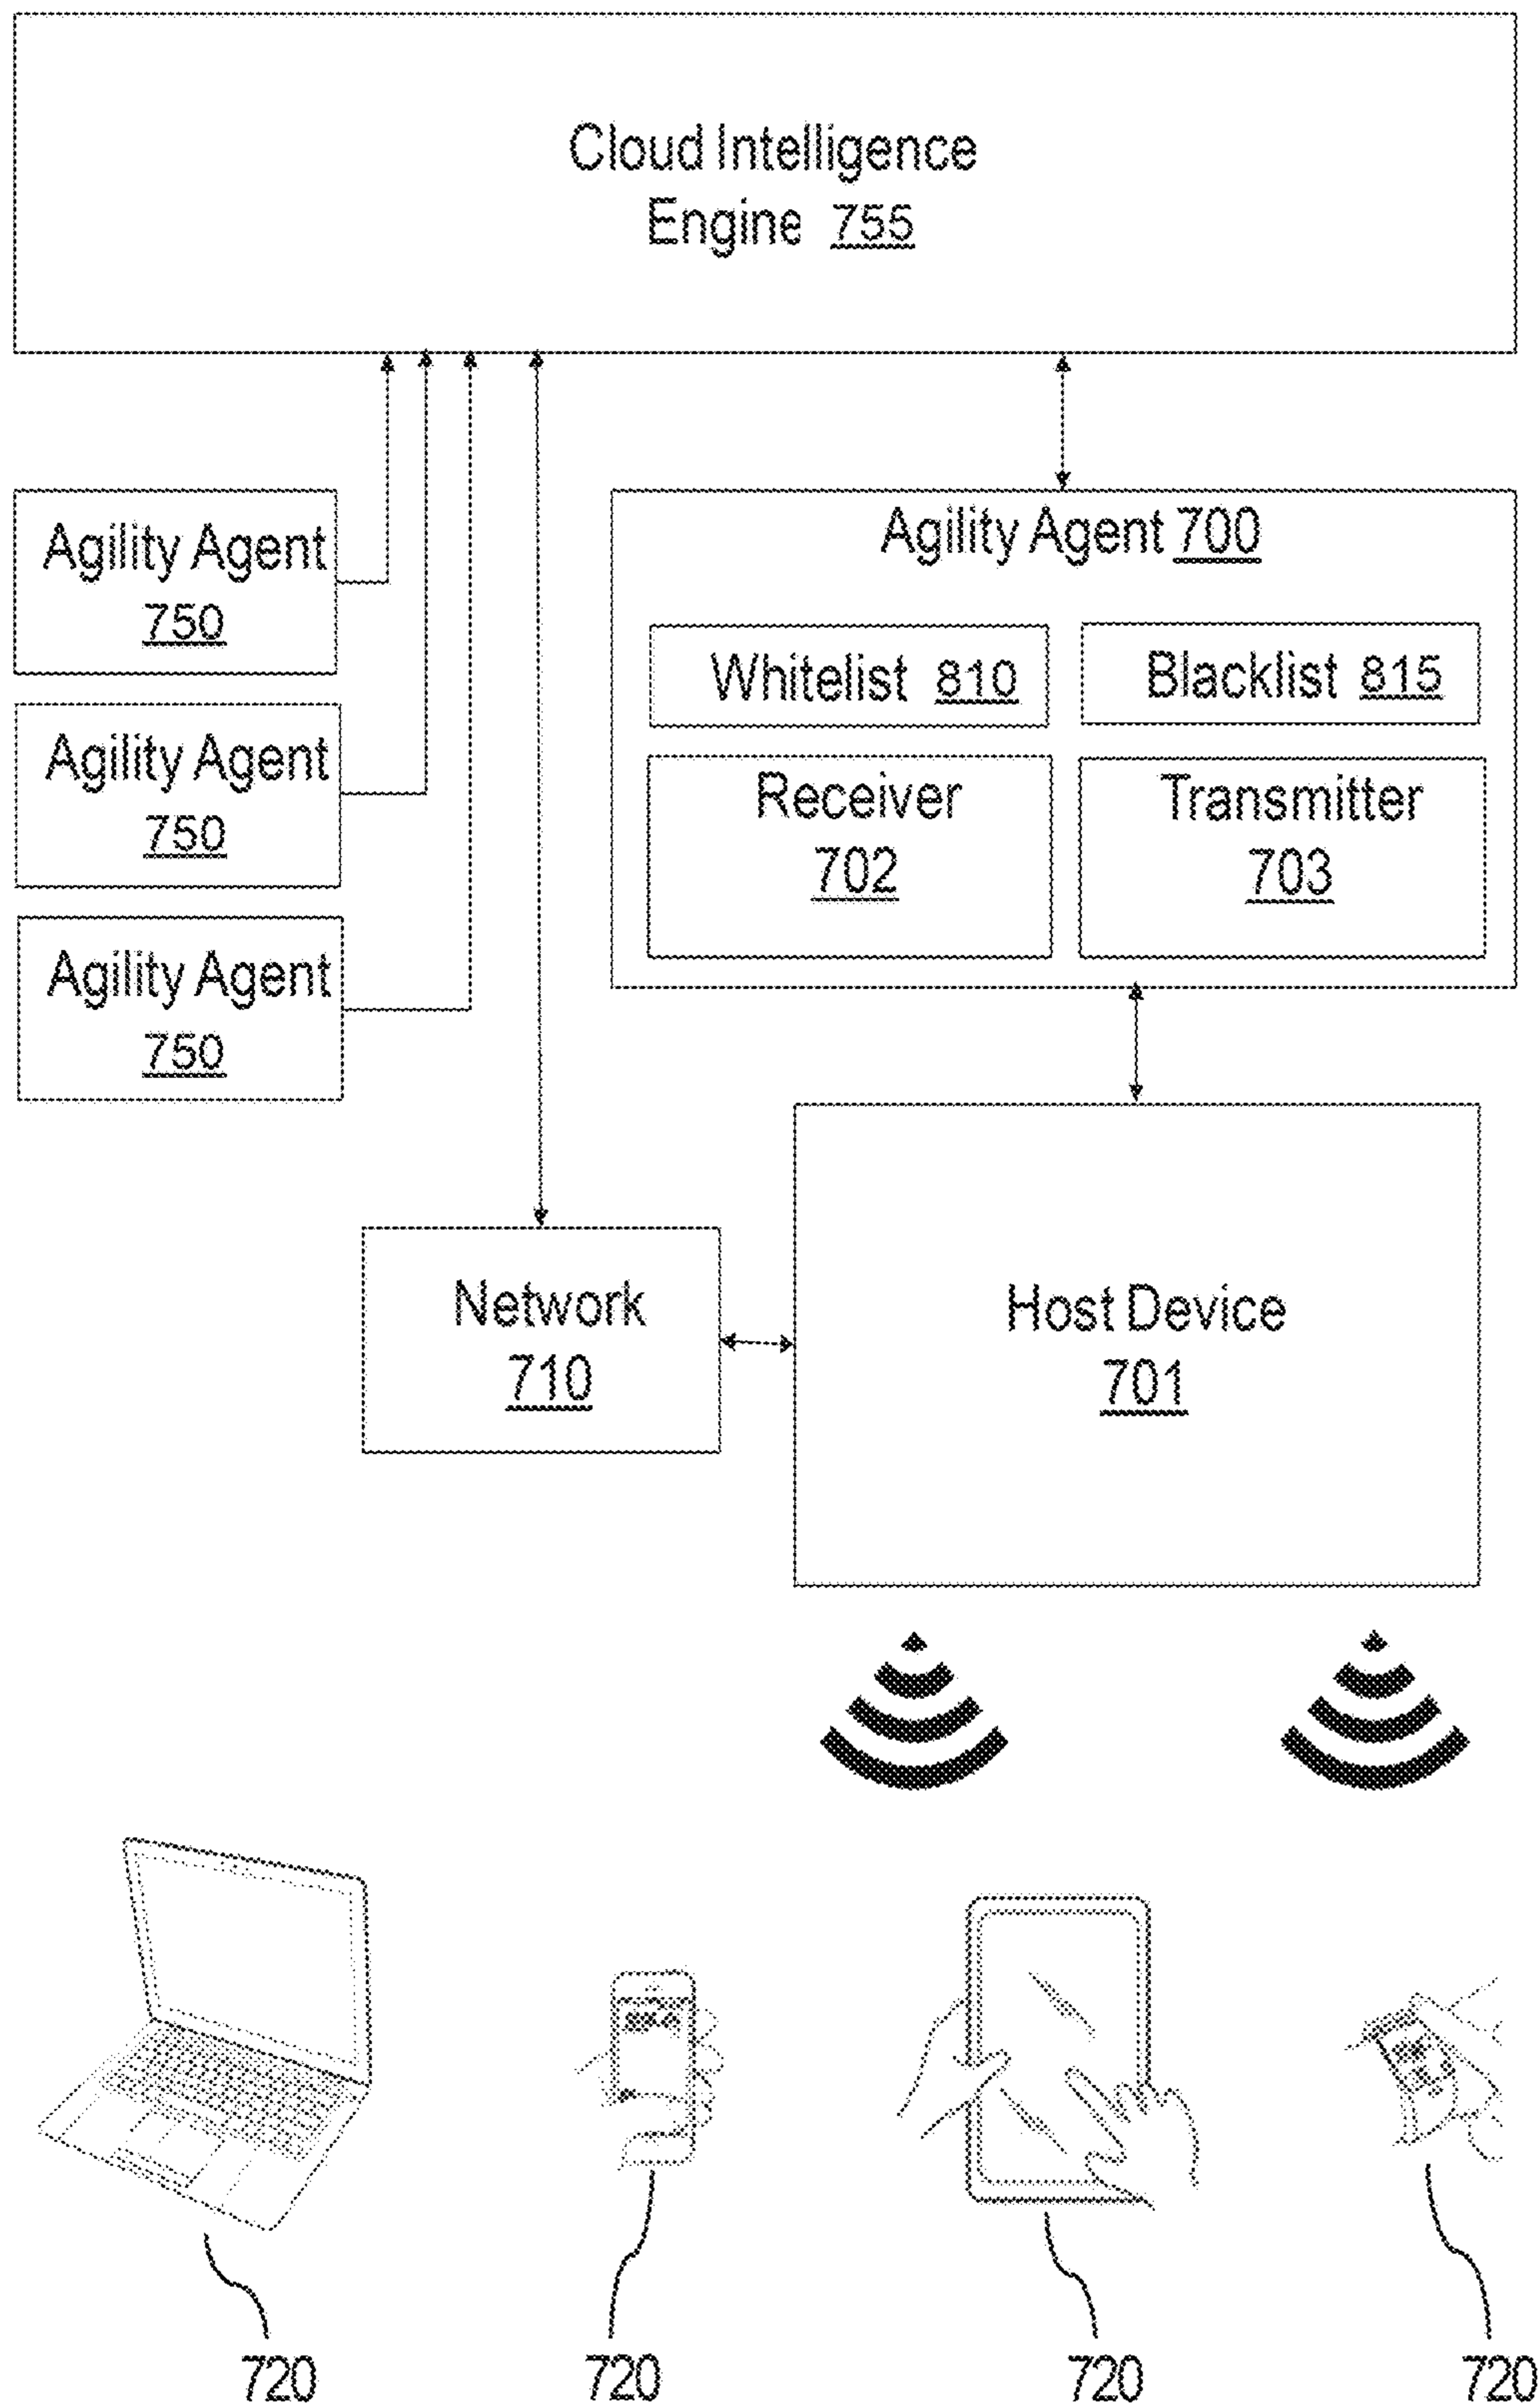 Cloud Intelligence
Engine 755
Agility Agent
750
Agility Agent
750
Agility Agent
750
Agility Agent 700
Whitelist 810
Blacklist 815
Receiver
702
Transmitter
703
Network
710
Host Device
701
720
720
720
720